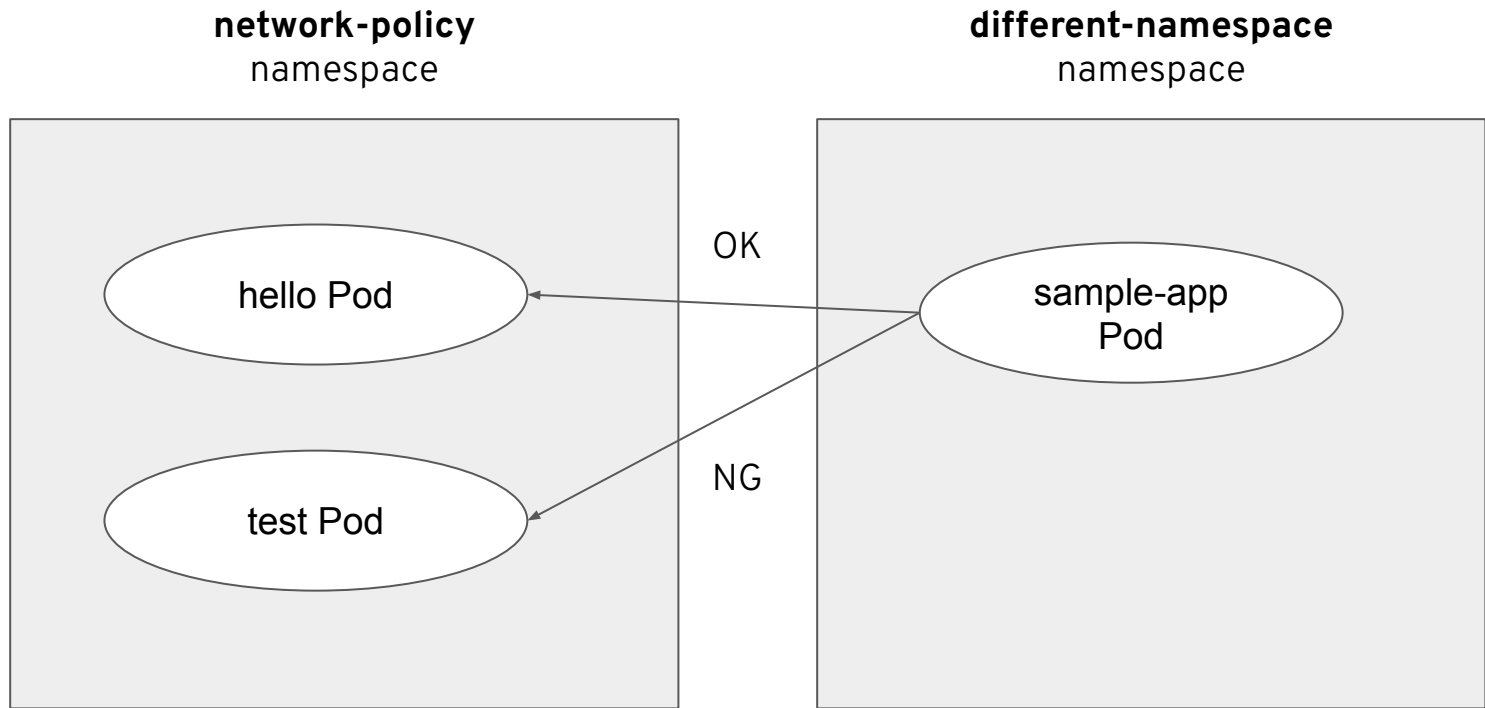 network-policy
namespace
different-namespace
namespace
hello Pod
OK
sample-app
Pod
NG
test Pod